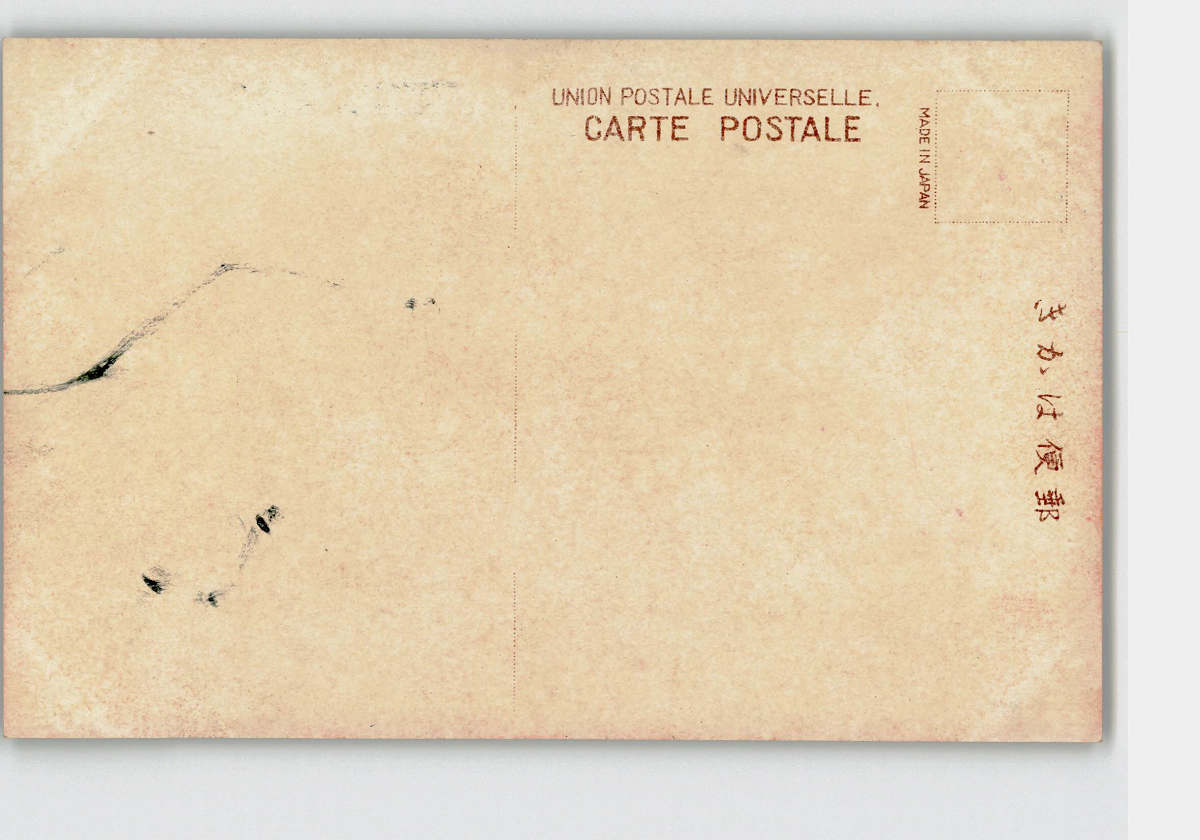 UNION POSTALE UNIVERSELLE.
CARTE POSTALE
MADE IN JAPAN
郵便はかき